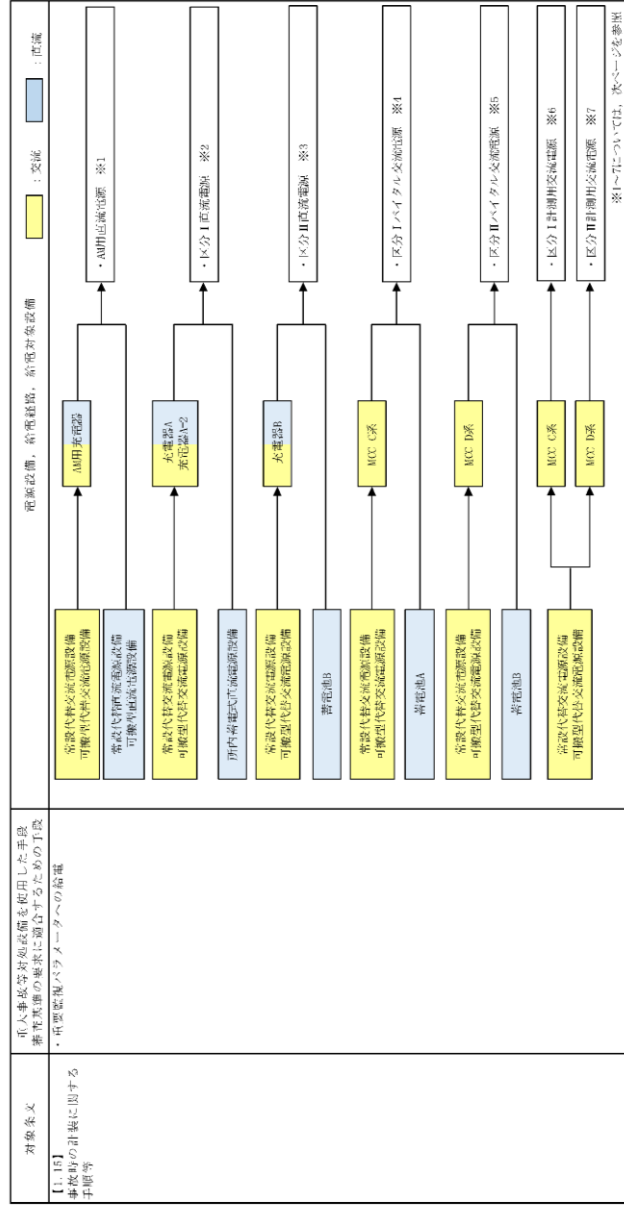 対象条文
重大事故等対処設備を使用した手段
審査基準の要求に適合するための手段
電源設備，給電経路，給電対象設備
：交流
：直流
【1.15】
事故時の計装に関する
手順等
・重要監視パラメータへの給電
常設代替交流電源設備
可搬型代替交流電源設備
AM用充電器
常設代替直流電源設備
可搬型直流電源設備
・AM用直流電源 ※1
常設代替交流電源設備
可搬型代替交流電源設備
充電器A
充電器A-2
所内蓄電式直流電源設備
・区分Ⅰ直流電源 ※2
常設代替交流電源設備
可搬型代替交流電源設備
充電器B
蓄電池B
・区分Ⅱ直流電源 ※3
常設代替交流電源設備
可搬型代替交流電源設備
MCC C系
蓄電池A
・区分Ⅰバイタル交流電源 ※4
常設代替交流電源設備
可搬型代替交流電源設備
MCC D系
蓄電池B
・区分Ⅱバイタル交流電源 ※5
常設代替交流電源設備
可搬型代替交流電源設備
MCC C系
・区分Ⅰ計測用交流電源 ※6
MCC D系
・区分Ⅱ計測用交流電源 ※7
※1～7については，次ページを参照